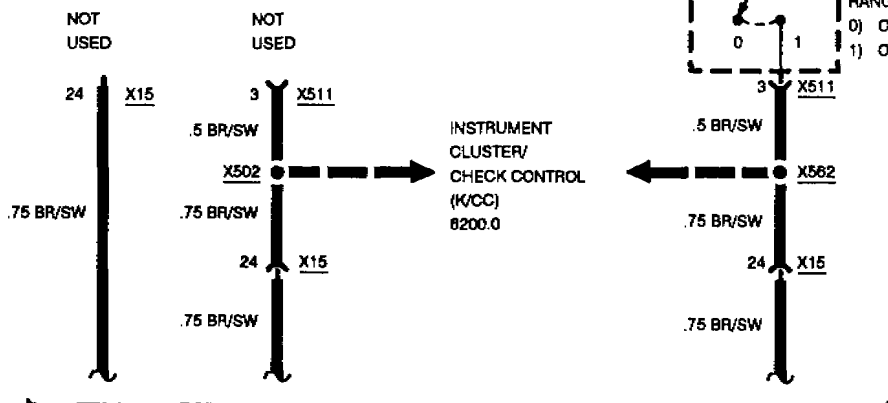 NOT
USED
NOT
USED
0
1
0)
1)
24 X15
3 X511
3 X511
.5 BR/SW
.5 BR/SW
INSTRUMENT
CLUSTER/
CHECK CONTROL
(K/CC)
6200.0
X502
X562
.75 BR/SW
.75 BR/SW
.75 BR/SW
24 X15
24 X15
.75 BR/SW
.75 BR/SW